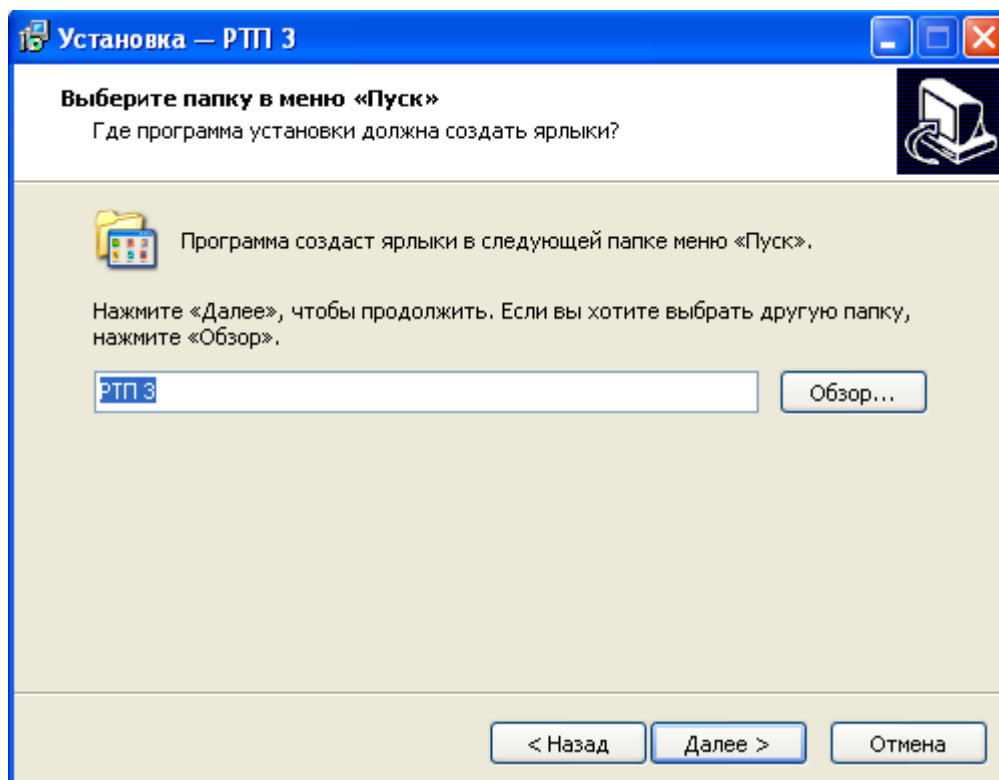 Установка — РТП 3
Выберите папку в меню «Пуск»
Где программа установки должна создать ярлыки?
Программа создаст ярлыки в следующей папке меню «Пуск».
Нажмите «Далее», чтобы продолжить. Если вы хотите выбрать другую папку,
нажмите «Обзор».
РТП 3
Обзор...
< Назад
Далее >
Отмена